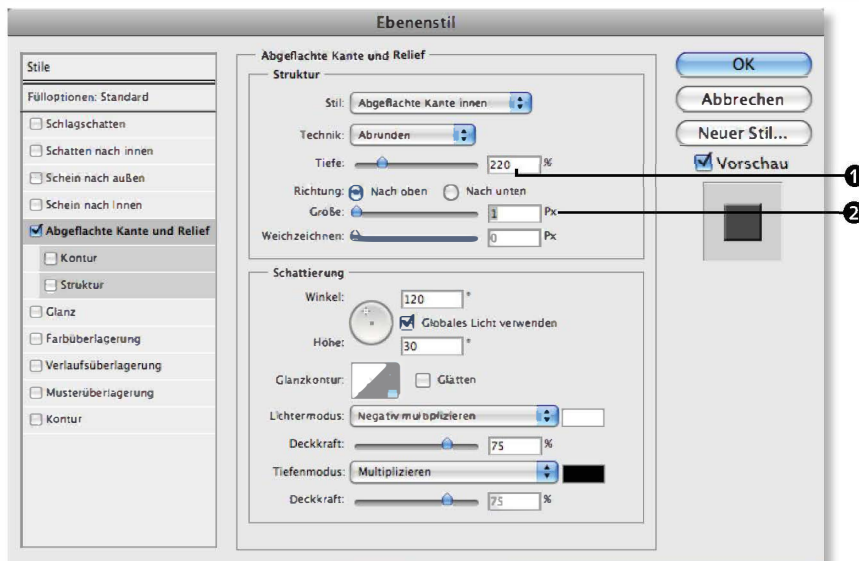 Ebenenstil
Stile
Fülloptionen: Standard
Schlagschatten
Schatten nach innen
Schein nach außen
Schein nach Innen
Abgeflachte Kante und Relief
Kontur
Struktur
Glanz
Farbüberlagerung
Verlaufsüberlagerung
Musterüberlagerung
Kontur
Abgeflachte Kante und Relief
Struktur
Stil: Abgeflachte Kante innen
Technik: Abrunden
Tiefe: 220 %
Richtung: Nach oben Nach unten
Größe: 1 Px
Weichzeichnen: 0 Px
Schattierung
Winkel: 120 °
Globales Licht verwenden
Höhe: 30 °
Glanzkontur: Glätten
Lichtermodus: Negativ multiplizieren
Deckkraft: 75 %
Tiefenmodus: Multiplizieren
Deckkraft: 75 %
OK
Abbrechen
Neuer Stil...
Vorschau
1
2